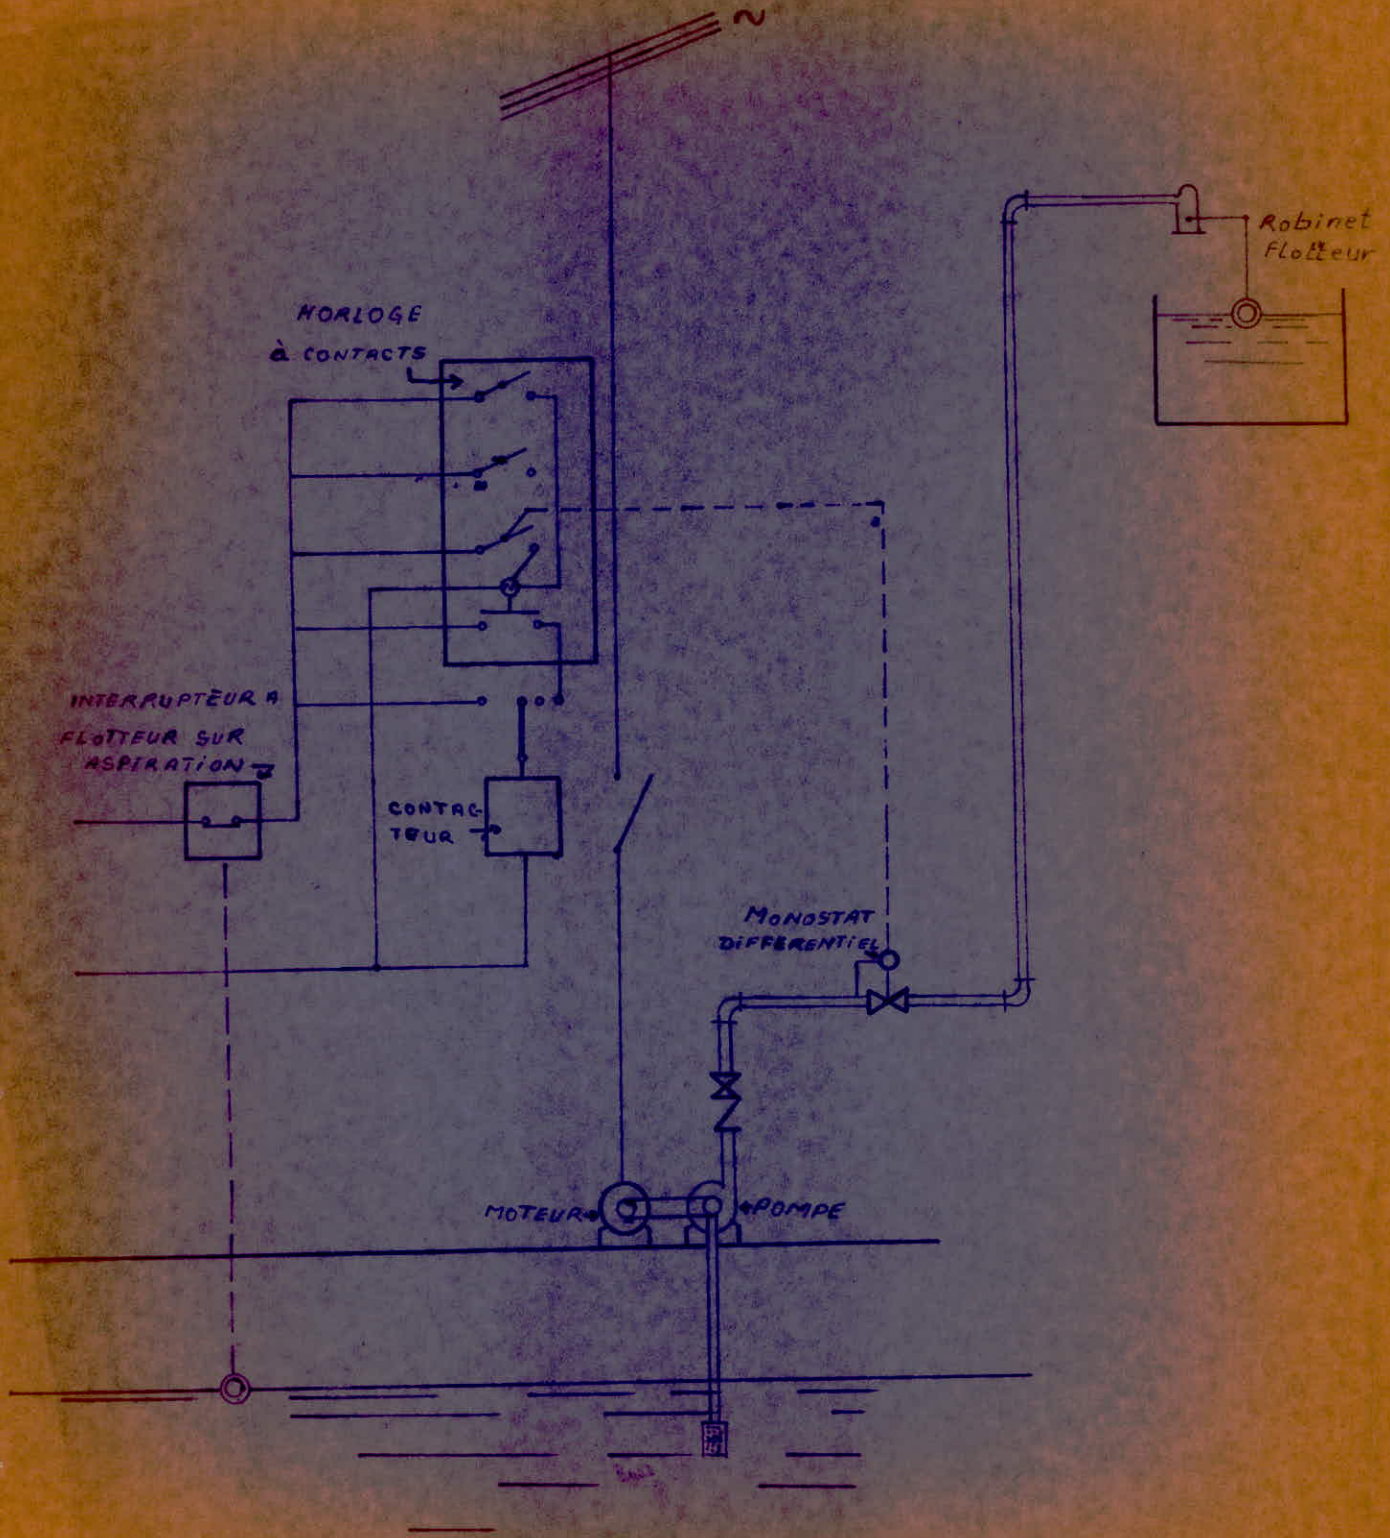 ~
Robinet
Flotteur
HORLOGE
à CONTACTS
INTERRUPTEUR A
FLOTTEUR SUR
ASPIRATION
CONTAC-
TEUR
MONOSTAT
DIFFERENTIEL
MOTEUR
POMPE